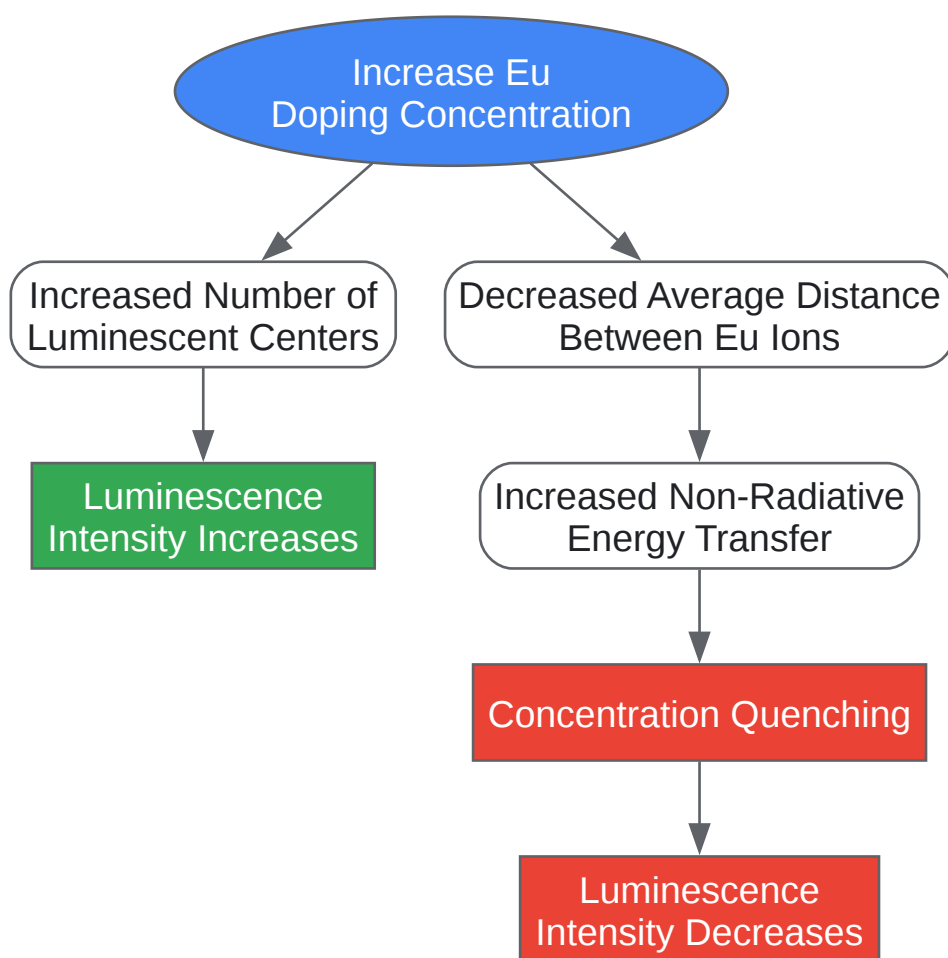 Increase Eu
Doping Concentration
Increased Number of
Luminescent Centers
Decreased Average Distance
Between Eu Ions
Luminescence
Intensity Increases
Increased Non-Radiative
Energy Transfer
Concentration Quenching
Luminescence
Intensity Decreases